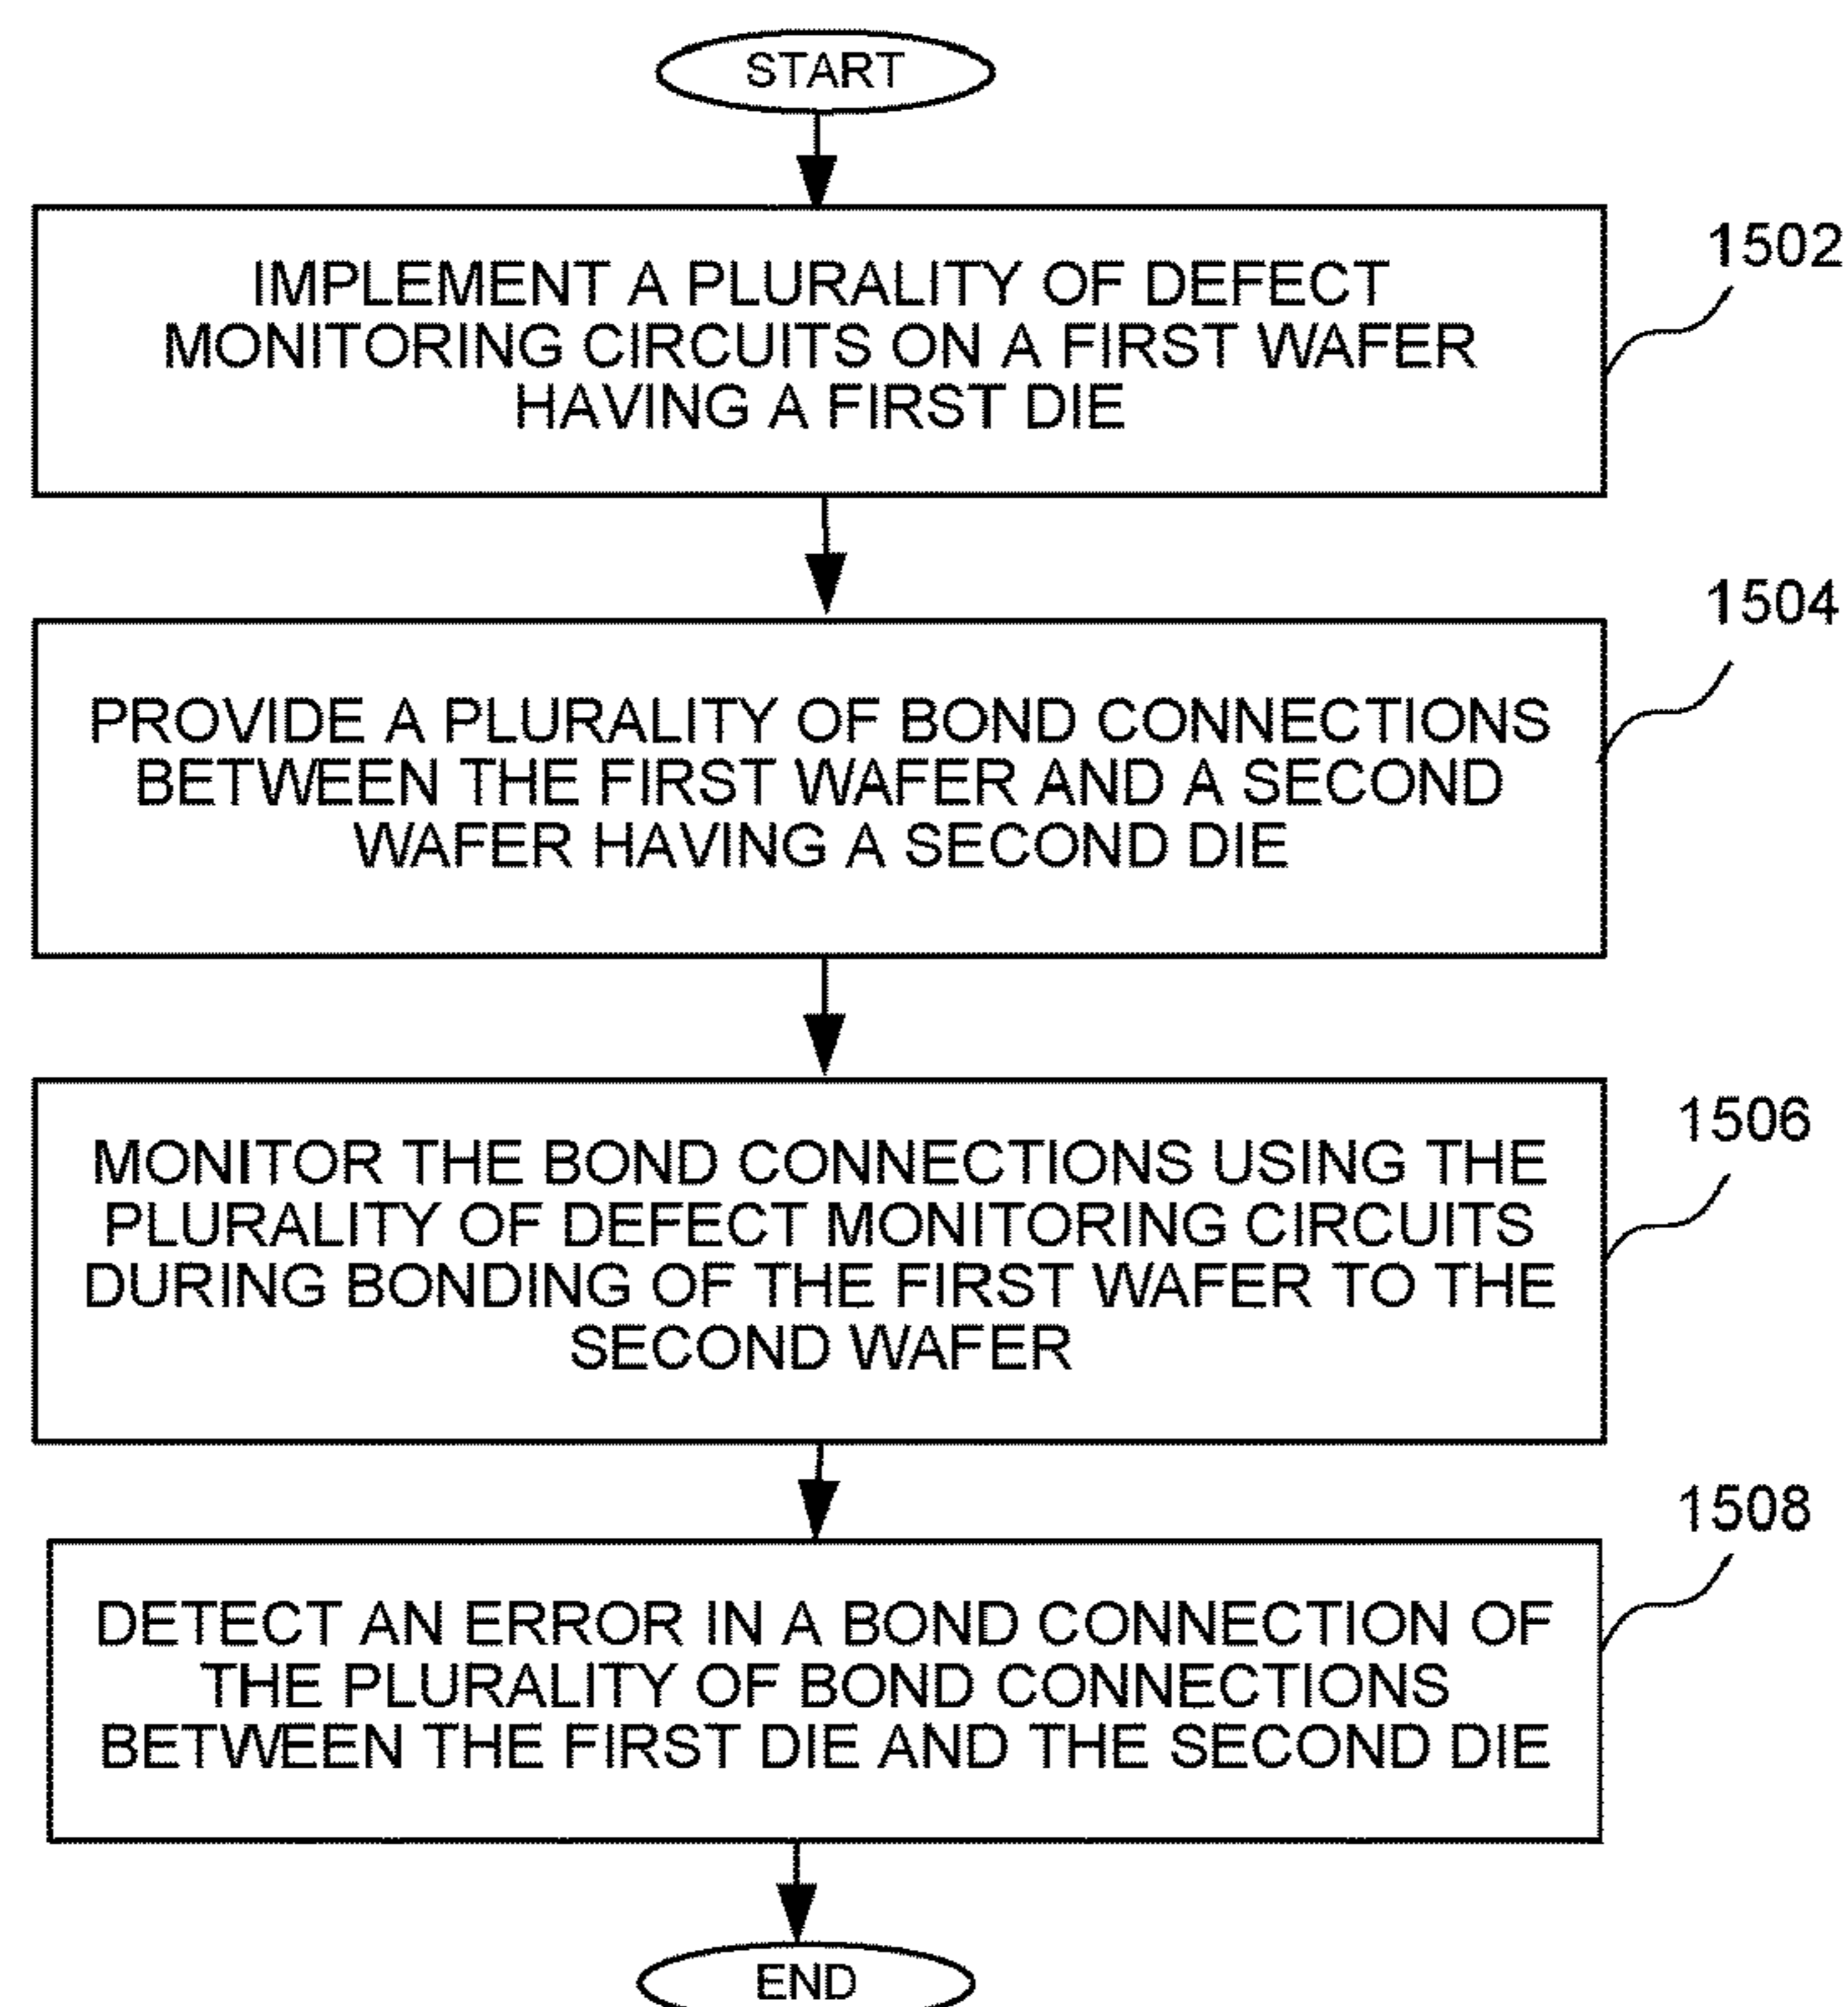 START
IMPLEMENT A PLURALITY OF DEFECT
MONITORING CIRCUITS ON A FIRST WAFER
HAVING A FIRST DIE
1502
PROVIDE A PLURALITY OF BOND CONNECTIONS
BETWEEN THE FIRST WAFER AND A SECOND
WAFER HAVING A SECOND DIE
1504
MONITOR THE BOND CONNECTIONS USING THE
PLURALITY OF DEFECT MONITORING CIRCUITS
DURING BONDING OF THE FIRST WAFER TO THE
SECOND WAFER
1506
DETECT AN ERROR IN A BOND CONNECTION OF
THE PLURALITY OF BOND CONNECTIONS
BETWEEN THE FIRST DIE AND THE SECOND DIE
1508
END